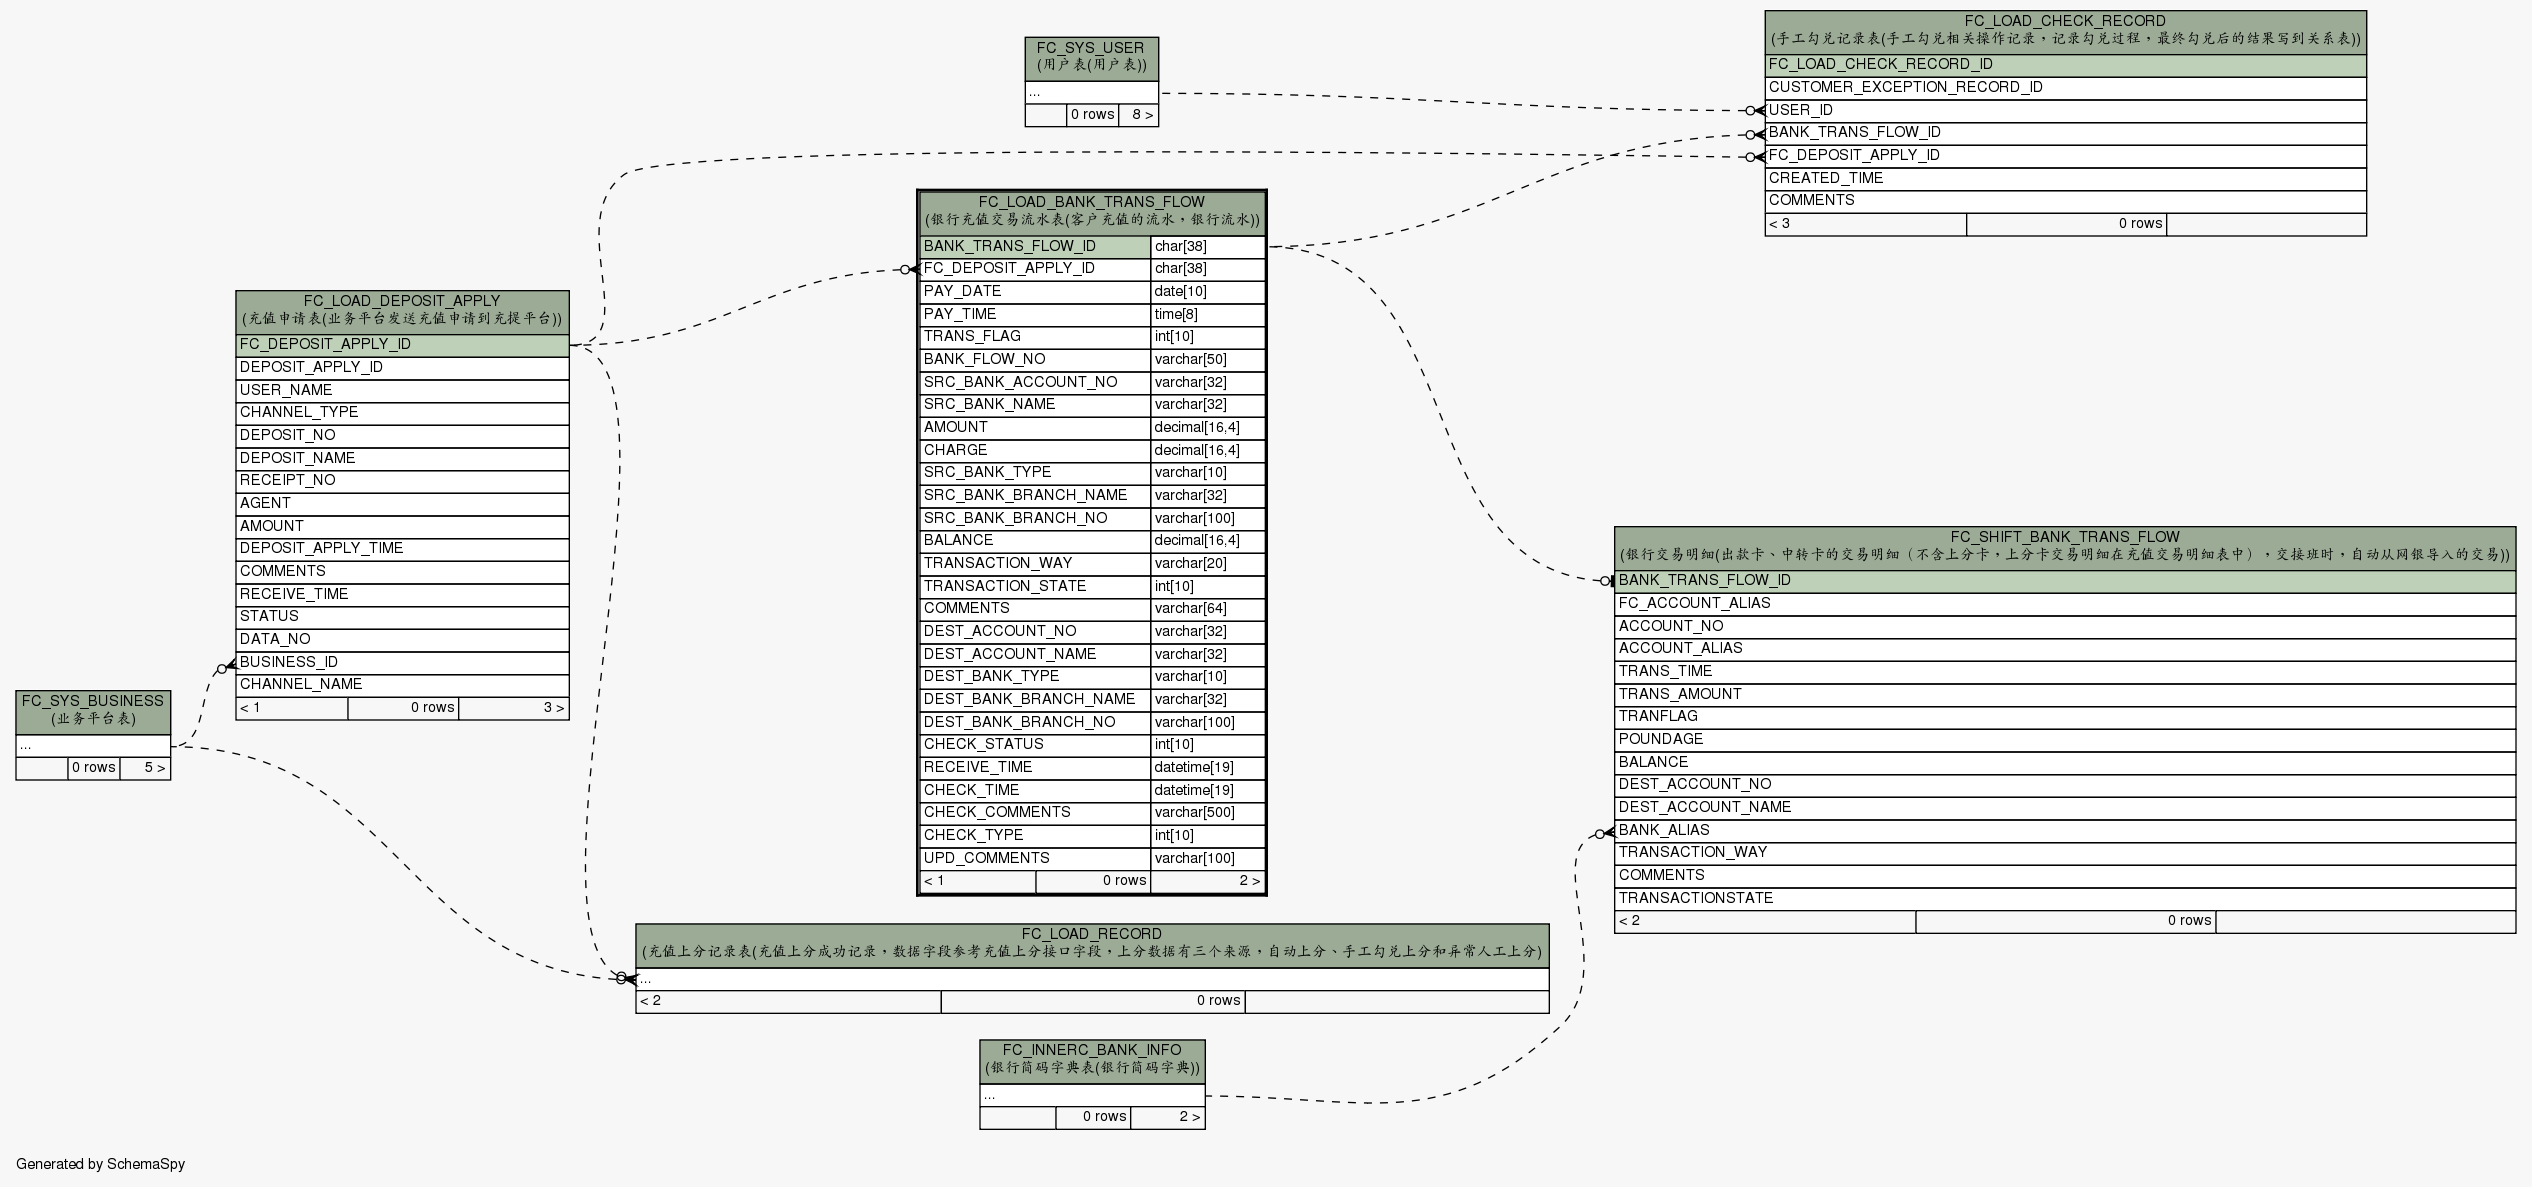 FC_SYS_USER
(用户表(用户表))
...
0 rows 8 >
FC_LOAD_CHECK_RECORD
(手工勾兑记录表(手工勾兑相关操作记录，记录勾兑过程，最终勾兑后的结果写到关系表))
FC_LOAD_CHECK_RECORD_ID
CUSTOMER_EXCEPTION_RECORD_ID
USER_ID
BANK_TRANS_FLOW_ID
FC_DEPOSIT_APPLY_ID
CREATED_TIME
COMMENTS
< 3 0 rows
FC_LOAD_BANK_TRANS_FLOW
(银行充值交易流水表(客户充值的流水，银行流水))
BANK_TRANS_FLOW_ID char[38]
FC_DEPOSIT_APPLY_ID char[38]
PAY_DATE date[10]
PAY_TIME time[8]
TRANS_FLAG int[10]
BANK_FLOW_NO varchar[50]
SRC_BANK_ACCOUNT_NO varchar[32]
SRC_BANK_NAME varchar[32]
AMOUNT decimal[16,4]
CHARGE decimal[16,4]
SRC_BANK_TYPE varchar[10]
SRC_BANK_BRANCH_NAME varchar[32]
SRC_BANK_BRANCH_NO varchar[100]
BALANCE decimal[16,4]
TRANSACTION_WAY varchar[20]
TRANSACTION_STATE int[10]
COMMENTS varchar[64]
DEST_ACCOUNT_NO varchar[32]
DEST_ACCOUNT_NAME varchar[32]
DEST_BANK_TYPE varchar[10]
DEST_BANK_BRANCH_NAME varchar[32]
DEST_BANK_BRANCH_NO varchar[100]
CHECK_STATUS int[10]
RECEIVE_TIME datetime[19]
CHECK_TIME datetime[19]
CHECK_COMMENTS varchar[500]
CHECK_TYPE int[10]
UPD_COMMENTS varchar[100]
< 1 0 rows 2 >
FC_LOAD_DEPOSIT_APPLY
(充值申请表(业务平台发送充值申请到充提平台))
FC_DEPOSIT_APPLY_ID
DEPOSIT_APPLY_ID
USER_NAME
CHANNEL_TYPE
DEPOSIT_NO
DEPOSIT_NAME
RECEIPT_NO
AGENT
AMOUNT
DEPOSIT_APPLY_TIME
COMMENTS
RECEIVE_TIME
STATUS
DATA_NO
BUSINESS_ID
CHANNEL_NAME
< 1 0 rows 3 >
FC_SHIFT_BANK_TRANS_FLOW
(银行交易明细(出款卡、中转卡的交易明细（不含上分卡，上分卡交易明细在充值交易明细表中），交接班时，自动从网银导入的交易))
BANK_TRANS_FLOW_ID
FC_ACCOUNT_ALIAS
ACCOUNT_NO
ACCOUNT_ALIAS
TRANS_TIME
TRANS_AMOUNT
TRANFLAG
POUNDAGE
BALANCE
DEST_ACCOUNT_NO
DEST_ACCOUNT_NAME
BANK_ALIAS
TRANSACTION_WAY
COMMENTS
TRANSACTIONSTATE
< 2 0 rows
FC_SYS_BUSINESS
(业务平台表)
...
0 rows 5 >
FC_LOAD_RECORD
(充值上分记录表(充值上分成功记录，数据字段参考充值上分接口字段，上分数据有三个来源，自动上分、手工勾兑上分和异常人工上分)
...
< 2 0 rows
FC_INNERC_BANK_INFO
(银行简码字典表(银行简码字典))
...
0 rows 2 >
Generated by SchemaSpy